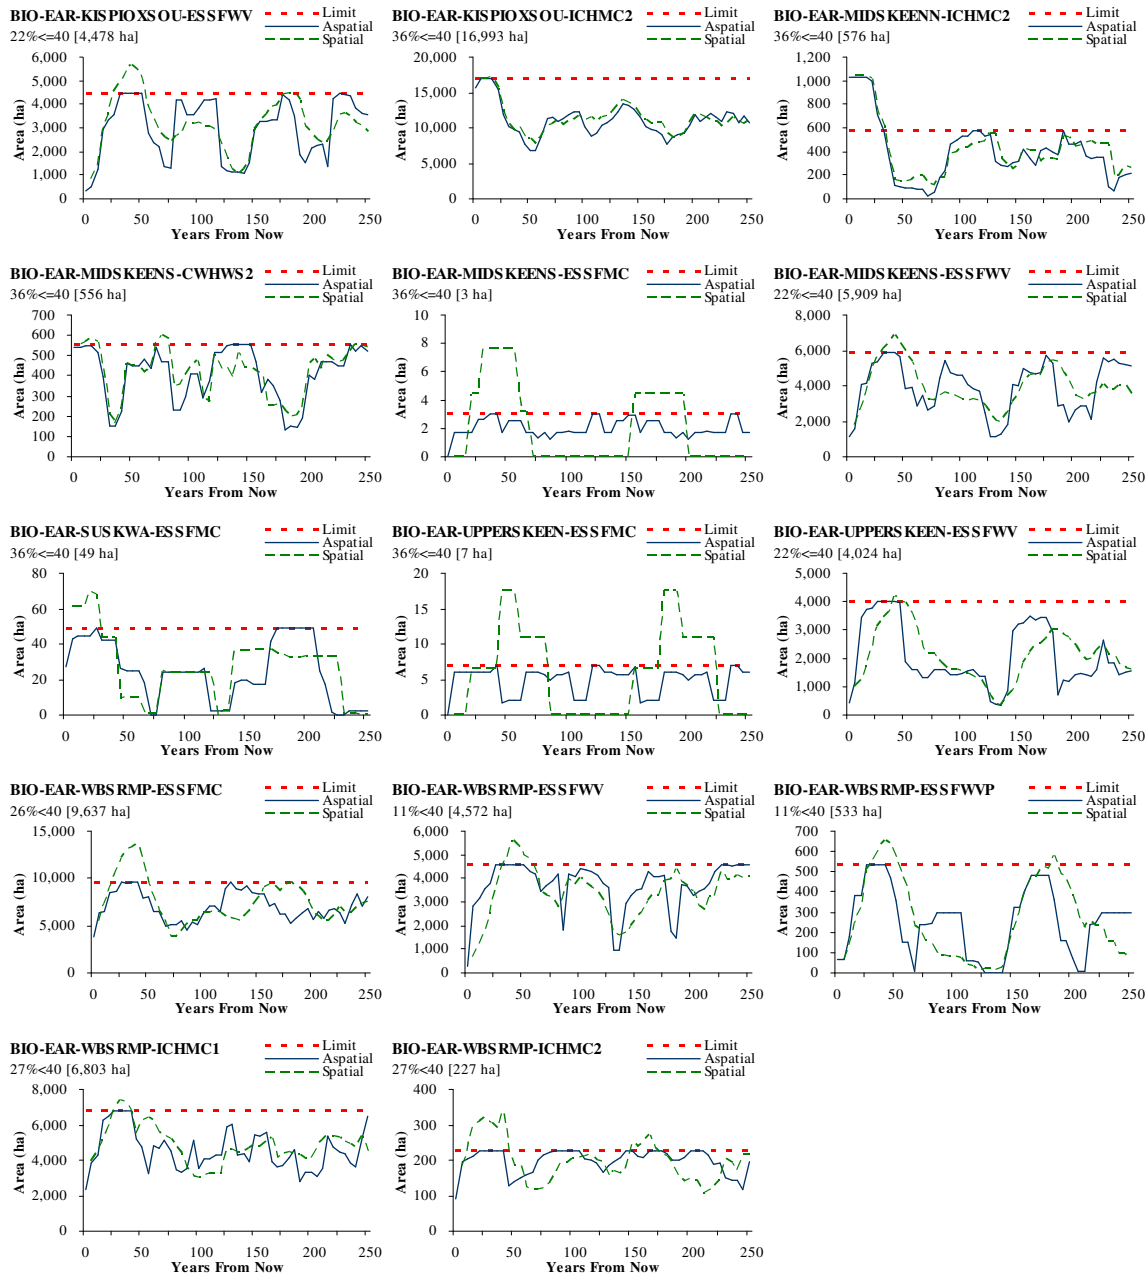 BIO-EAR-KISPIOXSOU-ESSFWV
22%<=40 [4,478 ha]
Limit
Aspatial
Spatial
6,000
5,000
4,000
3,000
2,000
1,000
0
Area (ha)
0 50 100 150 200 250
Years From Now
BIO-EAR-KISPIOXSOU-ICHMC2
36%<=40 [16,993 ha]
Limit
Aspatial
Spatial
20,000
15,000
10,000
5,000
0
Area (ha)
0 50 100 150 200 250
Years From Now
BIO-EAR-MIDSKEENN-ICHMC2
36%<=40 [576 ha]
Limit
Aspatial
Spatial
1,200
1,000
800
600
400
200
0
Area (ha)
0 50 100 150 200 250
Years From Now
BIO-EAR-MIDSKEENS-CWHWS2
36%<=40 [556 ha]
Limit
Aspatial
Spatial
700
600
500
400
300
200
100
0
Area (ha)
0 50 100 150 200 250
Years From Now
BIO-EAR-MIDSKEENS-ESSFMC
36%<=40 [3 ha]
Limit
Aspatial
Spatial
10
8
6
4
2
0
Area (ha)
0 50 100 150 200 250
Years From Now
BIO-EAR-MIDSKEENS-ESSFWV
22%<=40 [5,909 ha]
Limit
Aspatial
Spatial
8,000
6,000
4,000
2,000
0
Area (ha)
0 50 100 150 200 250
Years From Now
BIO-EAR-SUSKWA-ESSFMC
36%<=40 [49 ha]
Limit
Aspatial
Spatial
80
60
40
20
0
Area (ha)
0 50 100 150 200 250
Years From Now
BIO-EAR-UPPERSKEEN-ESSFMC
36%<=40 [7 ha]
Limit
Aspatial
Spatial
20
15
10
5
0
Area (ha)
0 50 100 150 200 250
Years From Now
BIO-EAR-UPPERSKEEN-ESSFWV
22%<=40 [4,024 ha]
Limit
Aspatial
Spatial
5,000
4,000
3,000
2,000
1,000
0
Area (ha)
0 50 100 150 200 250
Years From Now
BIO-EAR-WBSRMP-ESSFMC
26%<40 [9,637 ha]
Limit
Aspatial
Spatial
15,000
10,000
5,000
0
Area (ha)
0 50 100 150 200 250
Years From Now
BIO-EAR-WBSRMP-ESSFWV
11%<40 [4,572 ha]
Limit
Aspatial
Spatial
6,000
5,000
4,000
3,000
2,000
1,000
0
Area (ha)
0 50 100 150 200 250
Years From Now
BIO-EAR-WBSRMP-ESSFWVP
11%<40 [533 ha]
Limit
Aspatial
Spatial
700
600
500
400
300
200
100
0
Area (ha)
0 50 100 150 200 250
Years From Now
BIO-EAR-WBSRMP-ICHMC1
27%<40 [6,803 ha]
Limit
Aspatial
Spatial
8,000
6,000
4,000
2,000
0
Area (ha)
0 50 100 150 200 250
Years From Now
BIO-EAR-WBSRMP-ICHMC2
27%<40 [227 ha]
Limit
Aspatial
Spatial
400
300
200
100
0
Area (ha)
0 50 100 150 200 250
Years From Now